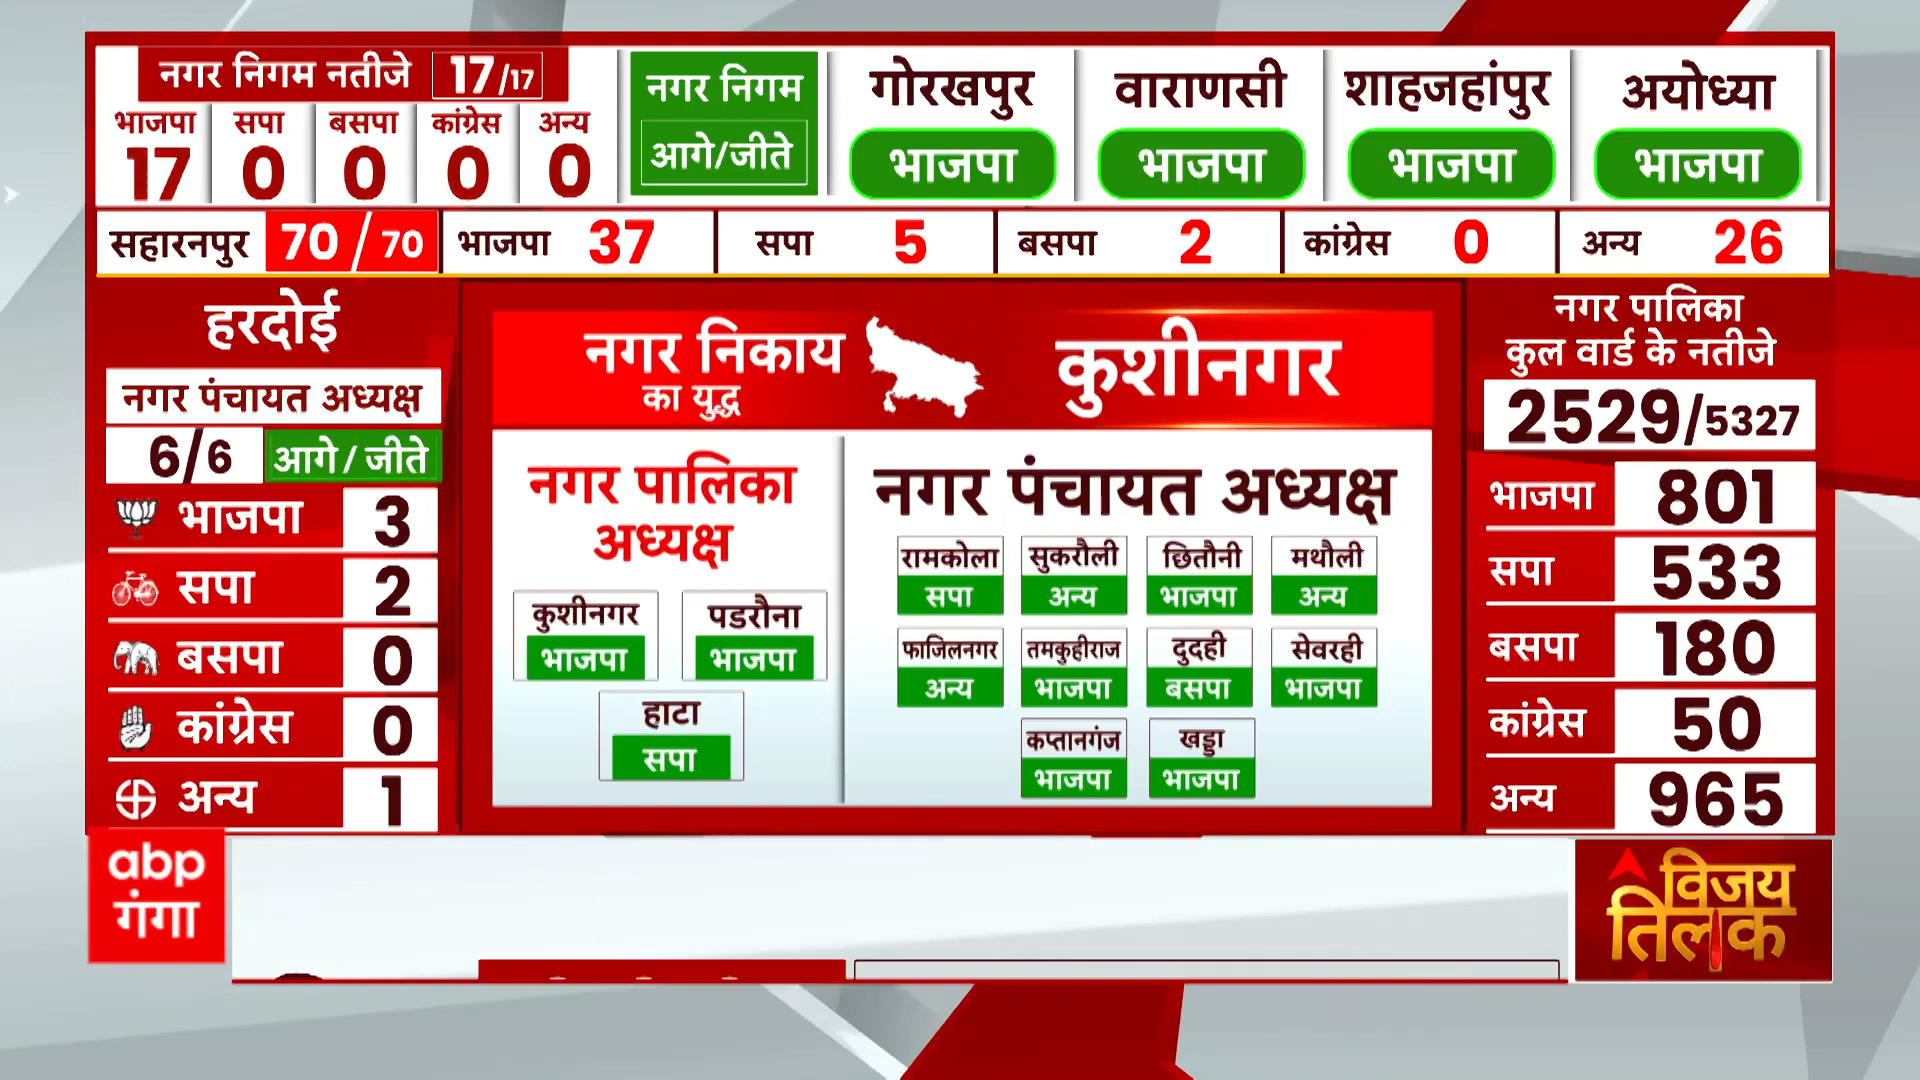 नगर निगम नतीजे 17/17
भाजपा सपा बसपा कांग्रेस अन्य
17 0 0 0 0
नगर निगम
आगे/जीते
गोरखपुर वाराणसी शाहजहांपुर अयोध्या
भाजपा भाजपा भाजपा भाजपा
सहारनपुर 70/70 भाजपा 37 सपा 5 बसपा 2 कांग्रेस 0 अन्य 26
हरदोई
नगर पंचायत अध्यक्ष
6/6 आगे/जीते
भाजपा 3
सपा 2
बसपा 0
कांग्रेस 0
अन्य 1
नगर निकाय
का युद्ध
कुशीनगर
नगर पालिका
अध्यक्ष
कुशीनगर पडरौना
भाजपा भाजपा
हाटा
सपा
नगर पंचायत अध्यक्ष
रामकोला सुकरौली छितौनी मथौली
सपा अन्य भाजपा अन्य
फाजिलनगर तमकुहीराज दुदही सेवरही
अन्य भाजपा बसपा भाजपा
कप्तानगंज खड्डा
भाजपा भाजपा
नगर पालिका
कुल वार्ड के नतीजे
2529/5327
भाजपा 801
सपा 533
बसपा 180
कांग्रेस 50
अन्य 965
abp
गंगा
विजय
तिलक